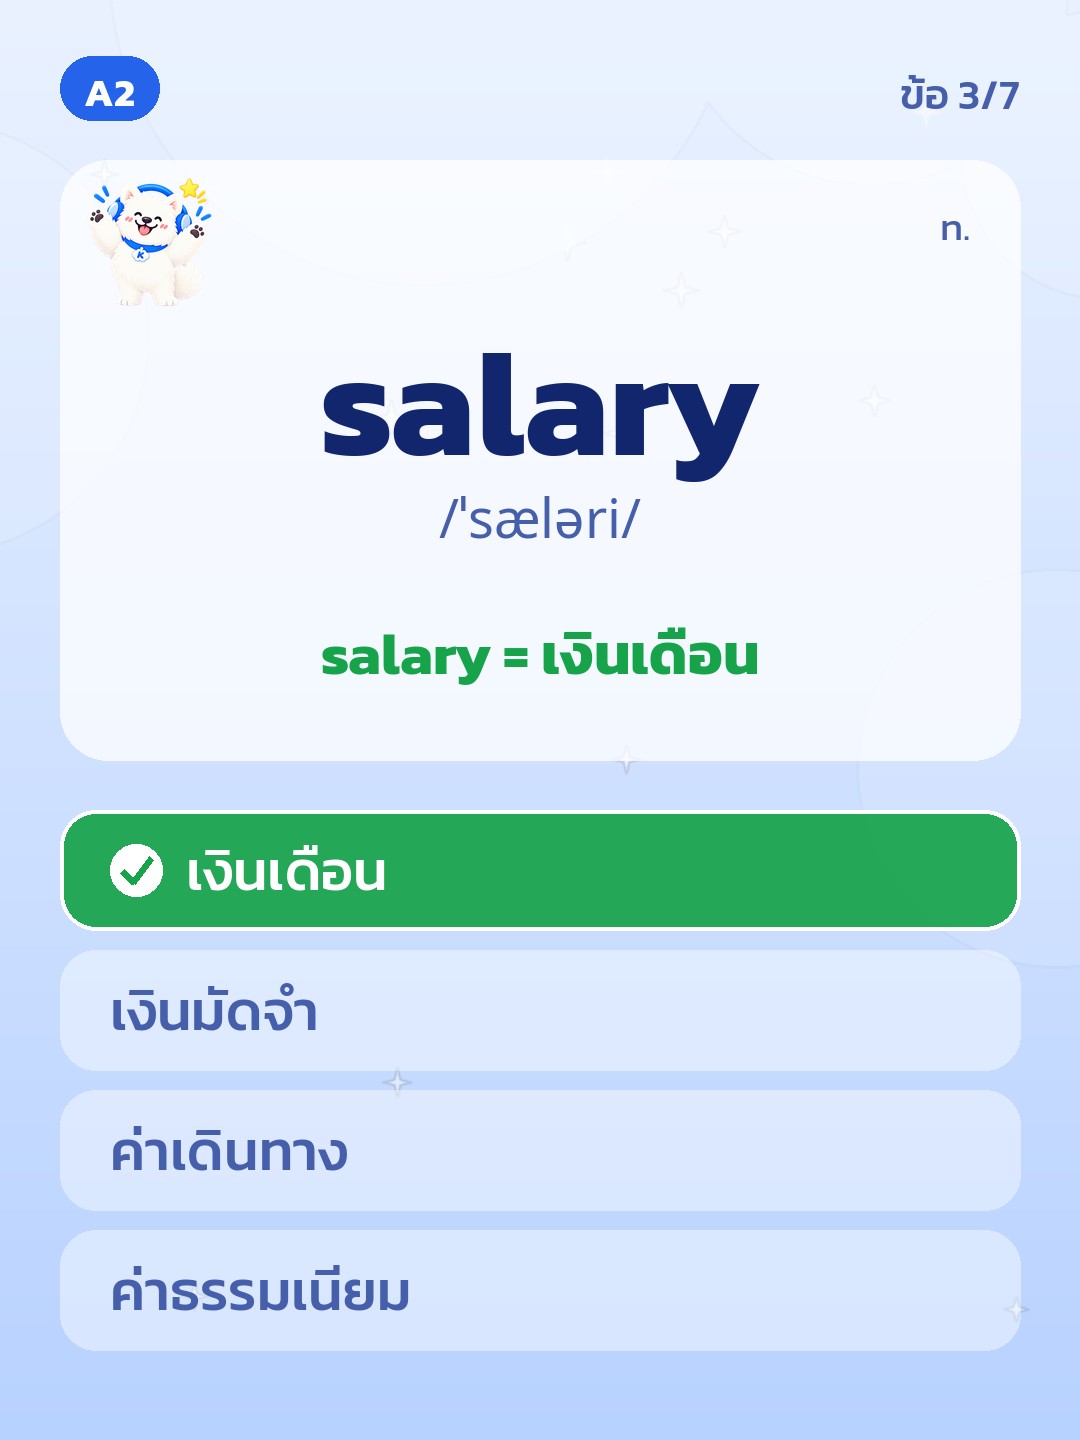 A2
ข้อ 3/7
n.
salary
/ˈsæləri/
salary = เงินเดือน
เงินเดือน
เงินมัดจำ
ค่าเดินทาง
ค่าธรรมเนียม